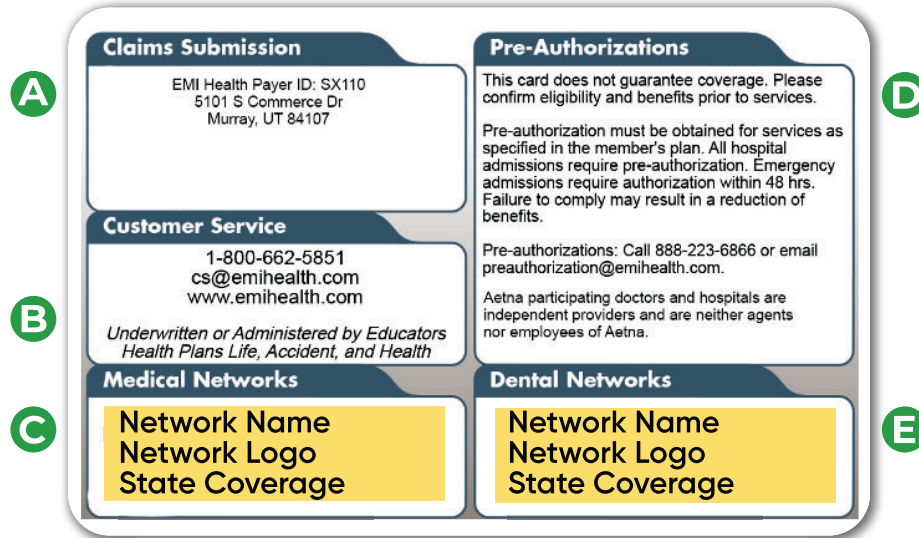 A
Claims Submission
EMI Health Payer ID: SX110
5101 S Commerce Dr
Murray, UT 84107
B
Customer Service
1-800-662-5851
cs@emihealth.com
www.emihealth.com
Underwritten or Administered by Educators
Health Plans Life, Accident, and Health
C
Medical Networks
Network Name
Network Logo
State Coverage
D
Pre-Authorizations
This card does not guarantee coverage. Please
confirm eligibility and benefits prior to services.
Pre-authorization must be obtained for services as
specified in the member's plan. All hospital
admissions require pre-authorization. Emergency
admissions require authorization within 48 hrs.
Failure to comply may result in a reduction of
benefits.
Pre-authorizations: Call 888-223-6866 or email
preauthorization@emihealth.com.
Aetna participating doctors and hospitals are
independent providers and are neither agents
nor employees of Aetna.
E
Dental Networks
Network Name
Network Logo
State Coverage